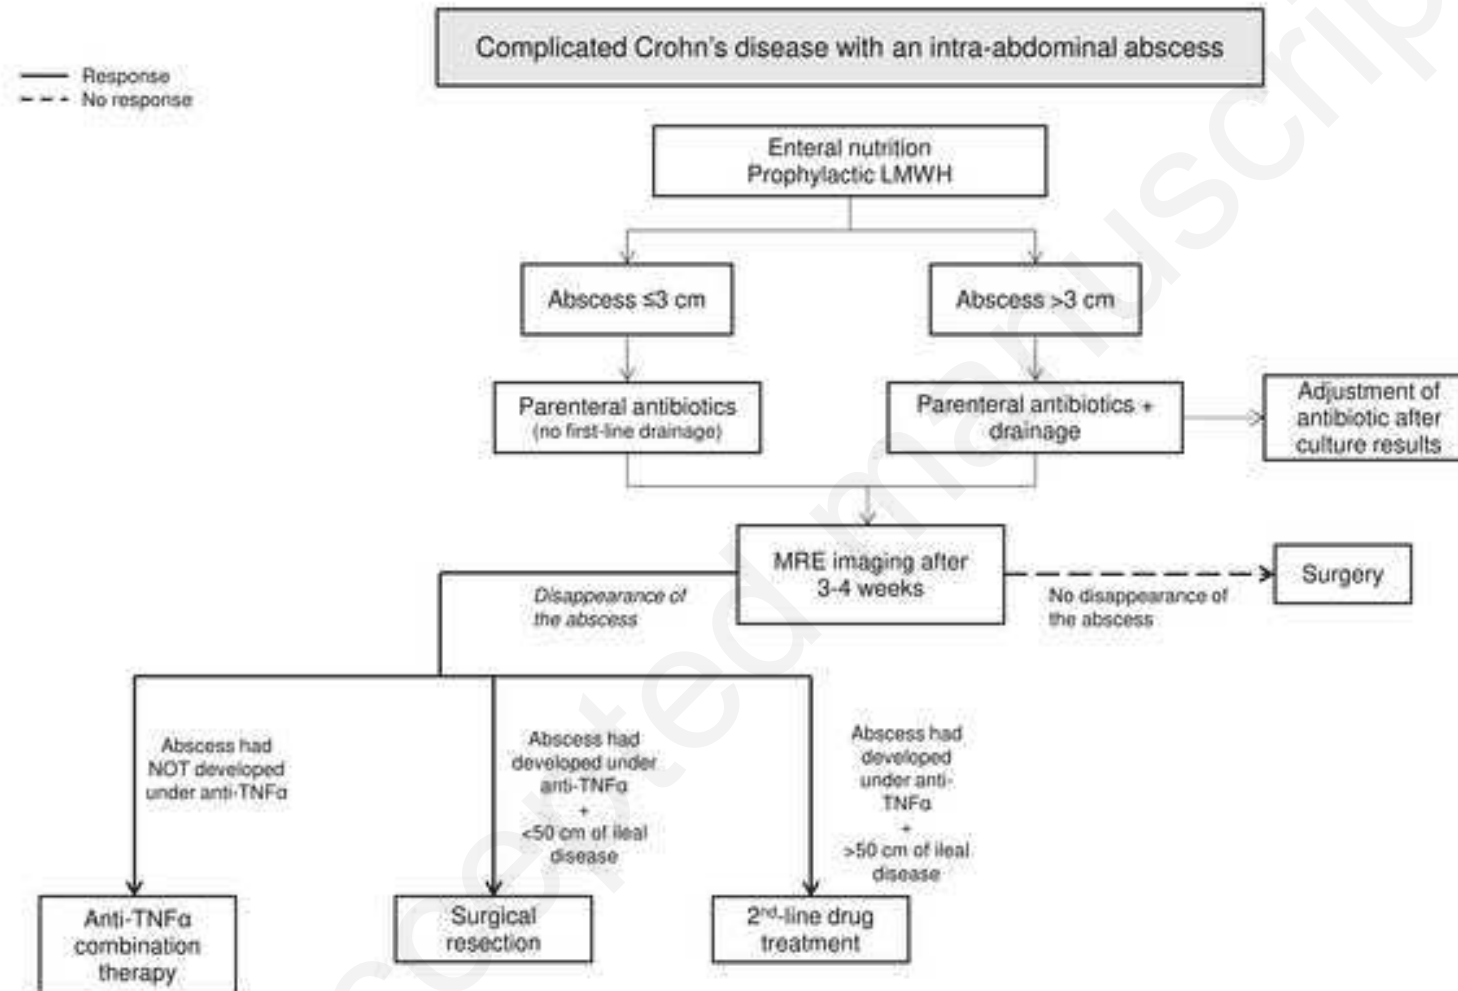 Complicated Crohn's disease with an intra-abdominal abscess
Response
No response
Enteral nutrition
Prophylactic LMWH
Abscess ≤3 cm
Abscess >3 cm
Parenteral antibiotics
(no first-line drainage)
Parenteral antibiotics +
drainage
Adjustment of
antibiotic after
culture results
MRE imaging after
3-4 weeks
Disappearance of
the abscess
No disappearance of
the abscess
Surgery
Abscess had
NOT developed
under anti-TNFα
Abscess had
developed under
anti-TNFα
+
<50 cm of ileal
disease
Abscess had
developed
under anti-
TNFα
+
>50 cm of ileal
disease
Anti-TNFα
combination
therapy
Surgical
resection
2nd-line drug
treatment
cepted manuscrip